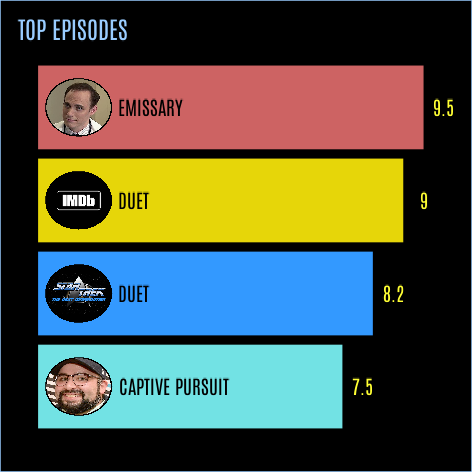 TOP EPISODES
EMISSARY 9.5
IMDb DUET 9
DUET 8.2
CAPTIVE PURSUIT 7.5